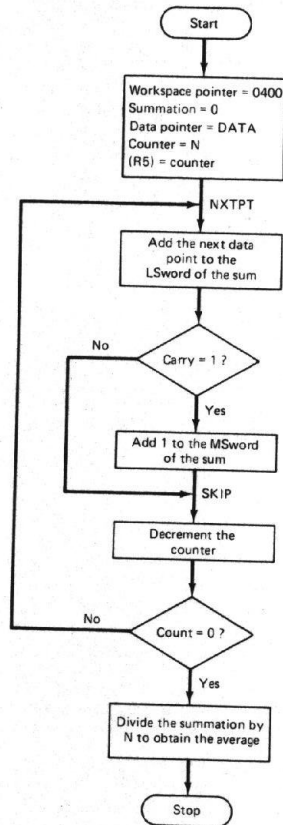 Start
Workspace pointer = 0400
Summation = 0
Data pointer = DATA
Counter = N
(R5) = counter
NXTPT
Add the next data
point to the
LSword of the sum
No
Carry = 1 ?
Yes
Add 1 to the MSword
of the sum
SKIP
Decrement the
counter
No
Count = 0 ?
Yes
Divide the summation by
N to obtain the average
Stop